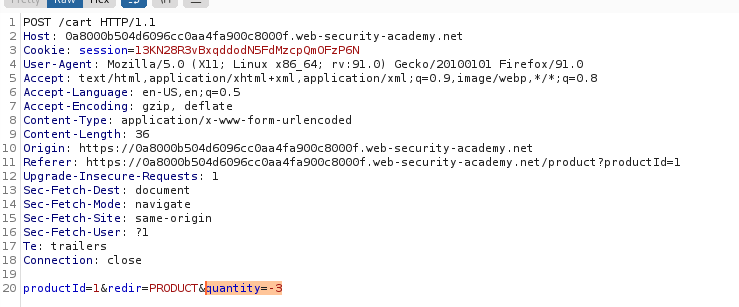 Pretty Raw Hex \n
1 POST /cart HTTP/1.1
2 Host: 0a8000b504d6096cc0aa4fa900c8000f.web-security-academy.net
3 Cookie: session=13KN28R3vBxqddodN5FdMzcpQmOFzP6N
4 User-Agent: Mozilla/5.0 (X11; Linux x86_64; rv:91.0) Gecko/20100101 Firefox/91.0
5 Accept: text/html,application/xhtml+xml,application/xml;q=0.9,image/webp,*/*;q=0.8
6 Accept-Language: en-US,en;q=0.5
7 Accept-Encoding: gzip, deflate
8 Content-Type: application/x-www-form-urlencoded
9 Content-Length: 36
10 Origin: https://0a8000b504d6096cc0aa4fa900c8000f.web-security-academy.net
11 Referer: https://0a8000b504d6096cc0aa4fa900c8000f.web-security-academy.net/product?productId=1
12 Upgrade-Insecure-Requests: 1
13 Sec-Fetch-Dest: document
14 Sec-Fetch-Mode: navigate
15 Sec-Fetch-Site: same-origin
16 Sec-Fetch-User: ?1
17 Te: trailers
18 Connection: close
19
20 productId=1&redir=PRODUCT&quantity=-3